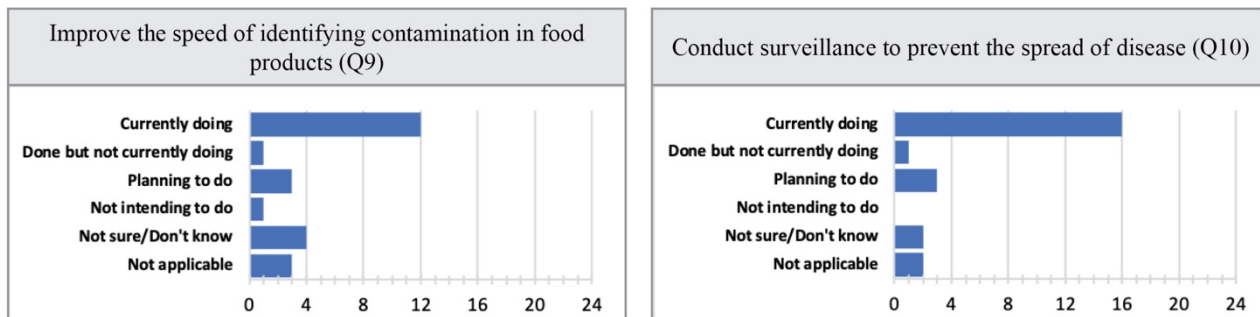 Improve the speed of identifying contamination in food
products (Q9)
Currently doing
Done but not currently doing
Planning to do
Not intending to do
Not sure/Don't know
Not applicable
0 4 8 12 16 20 24
Conduct surveillance to prevent the spread of disease (Q10)
Currently doing
Done but not currently doing
Planning to do
Not intending to do
Not sure/Don't know
Not applicable
0 4 8 12 16 20 24